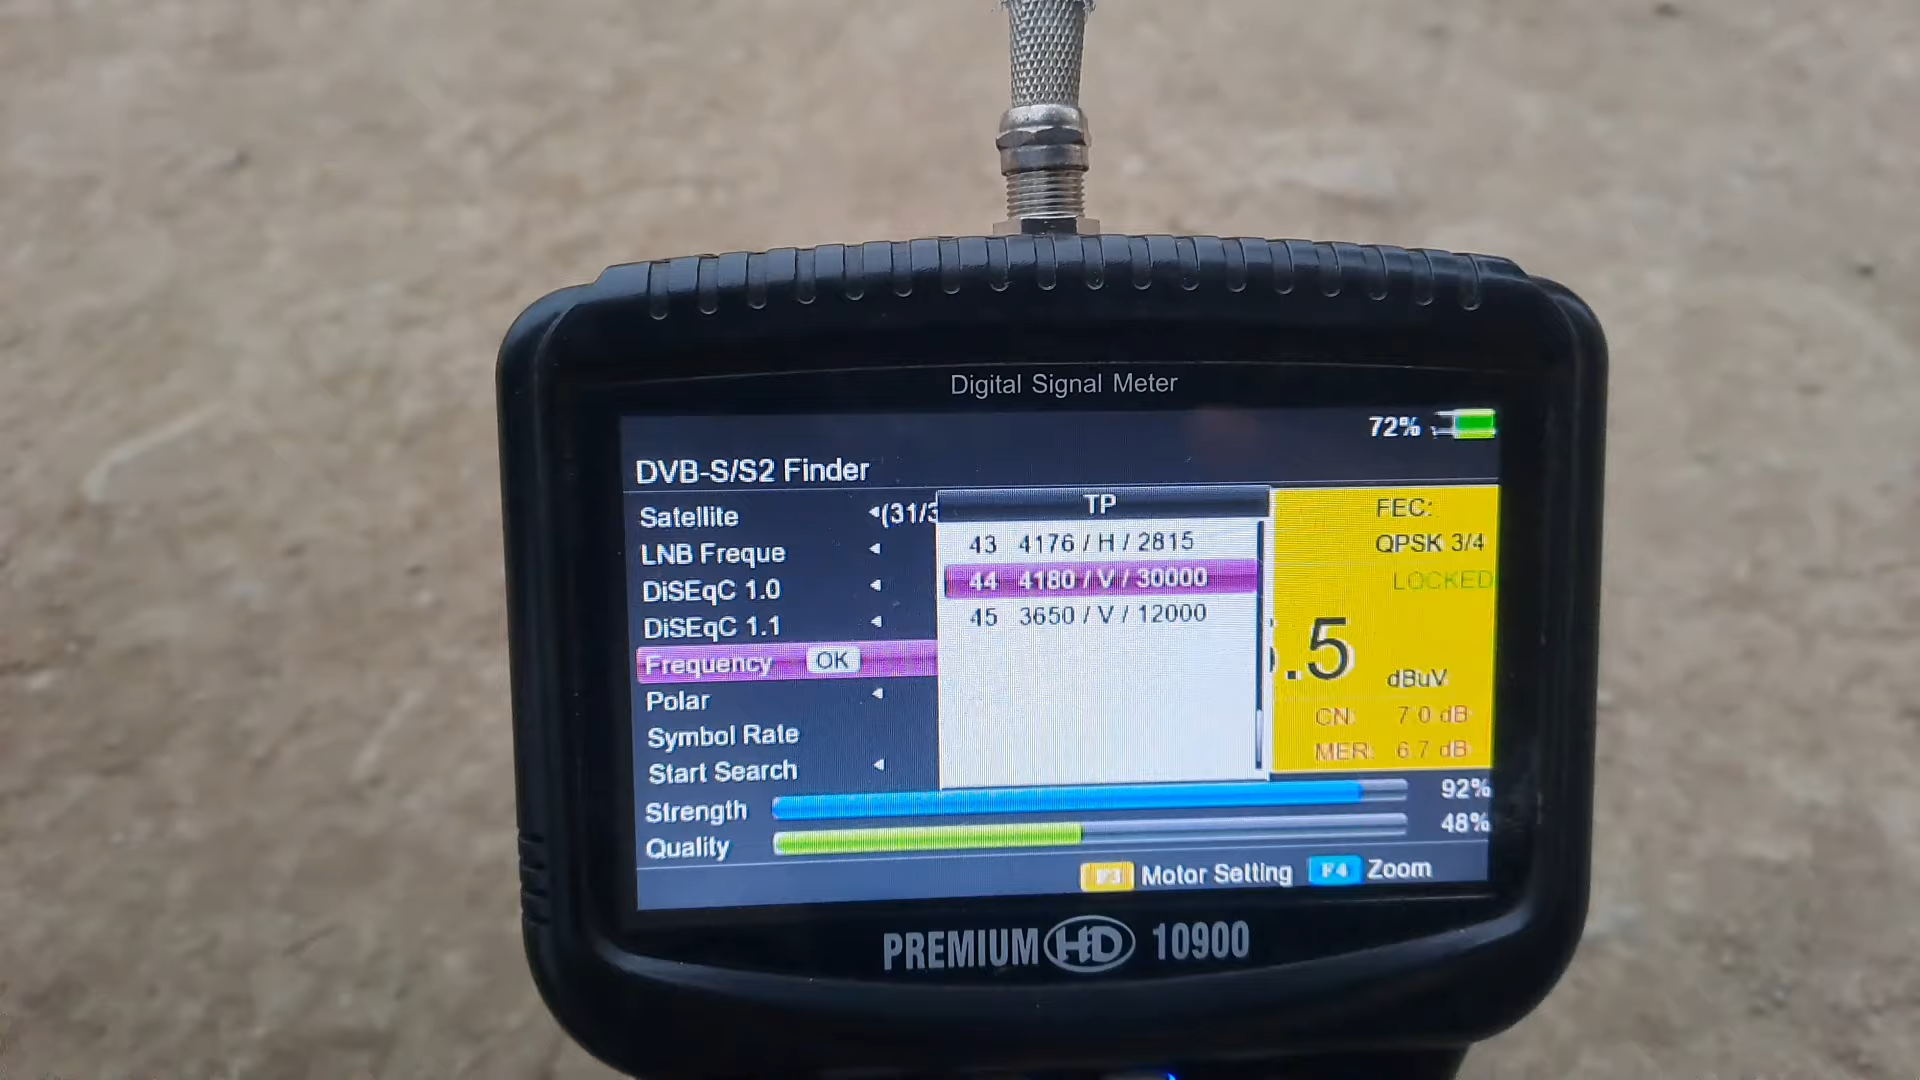 Digital Signal Meter
72%
DVB-S/S2 Finder
Satellite
LNB Freque
DiSEqC 1.0
DiSEqC 1.1
Frequency OK
Polar
Symbol Rate
Start Search
TP
43 4176 / H / 2815
44 4180 / V / 30000
45 3650 / V / 12000
FEC:
QPSK 3/4
LOCKED
.5
dBuV
CN: 7.0 dB
MER: 6.7 dB
Strength 92%
Quality 48%
F3 Motor Setting F4 Zoom
PREMIUM HD 10900